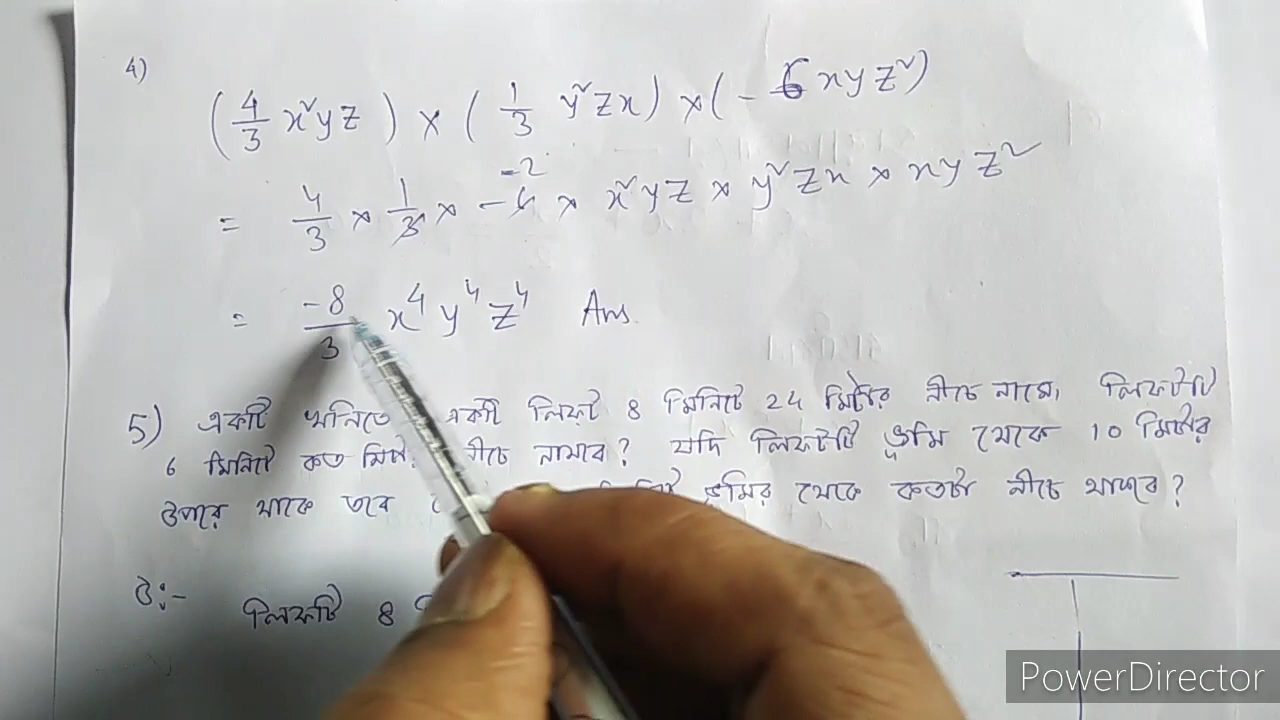 4)
(4/3 x²yz) × (1/3 y²zx) × (- 6xyz²)
-2
= 4/3 × 1/3 × -6 × x²yz × y²zx × xyz²
= -8/3 x⁴y⁴z⁴ Ans.
5) একটি খনিতে একটি লিফট 8 মিনিটে 24 মিটার নীচে নামে। লিফটটি
6 মিনিটে কত নীচে নামবে? যদি লিফটটি ভূমি থেকে 10 মিটার
উপরে থাকে তবে ভূমির থেকে কতটা নীচে থাকবে?
উঃ- লিফটি 8
PowerDirector